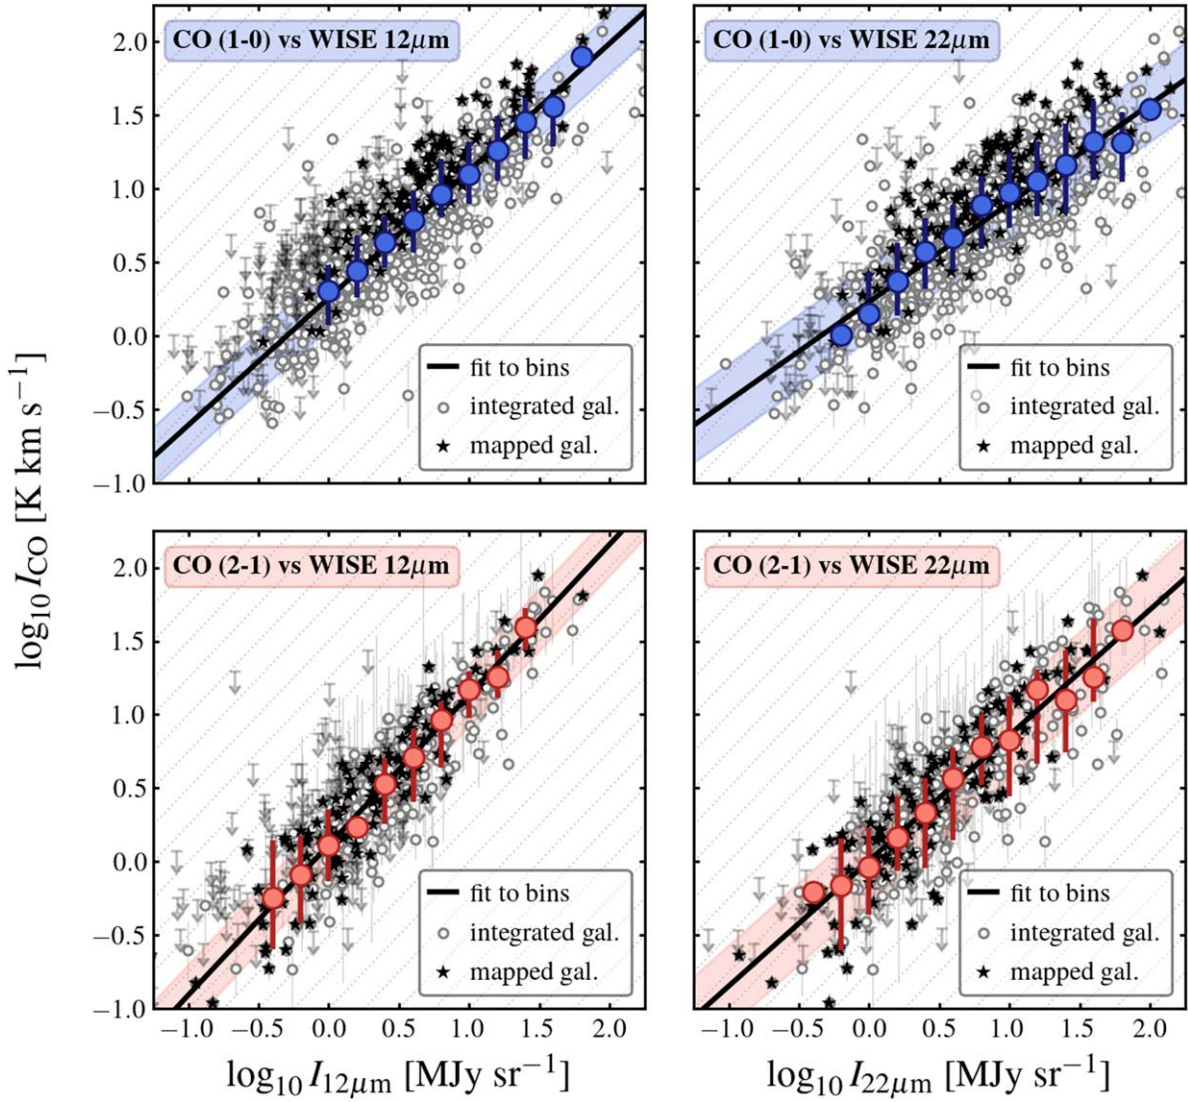 CO (1-0) vs WISE 12μm
CO (1-0) vs WISE 22μm
2.0
1.5
1.0
0.5
0.0
−0.5
−1.0
fit to bins
integrated gal.
mapped gal.
fit to bins
integrated gal.
mapped gal.
log₁₀ I_CO [K km s⁻¹]
CO (2-1) vs WISE 12μm
CO (2-1) vs WISE 22μm
2.0
1.5
1.0
0.5
0.0
−0.5
−1.0
fit to bins
integrated gal.
mapped gal.
fit to bins
integrated gal.
mapped gal.
−1.0 −0.5 0.0 0.5 1.0 1.5 2.0
−1.0 −0.5 0.0 0.5 1.0 1.5 2.0
log₁₀ I₁₂μm [MJy sr⁻¹]
log₁₀ I₂₂μm [MJy sr⁻¹]